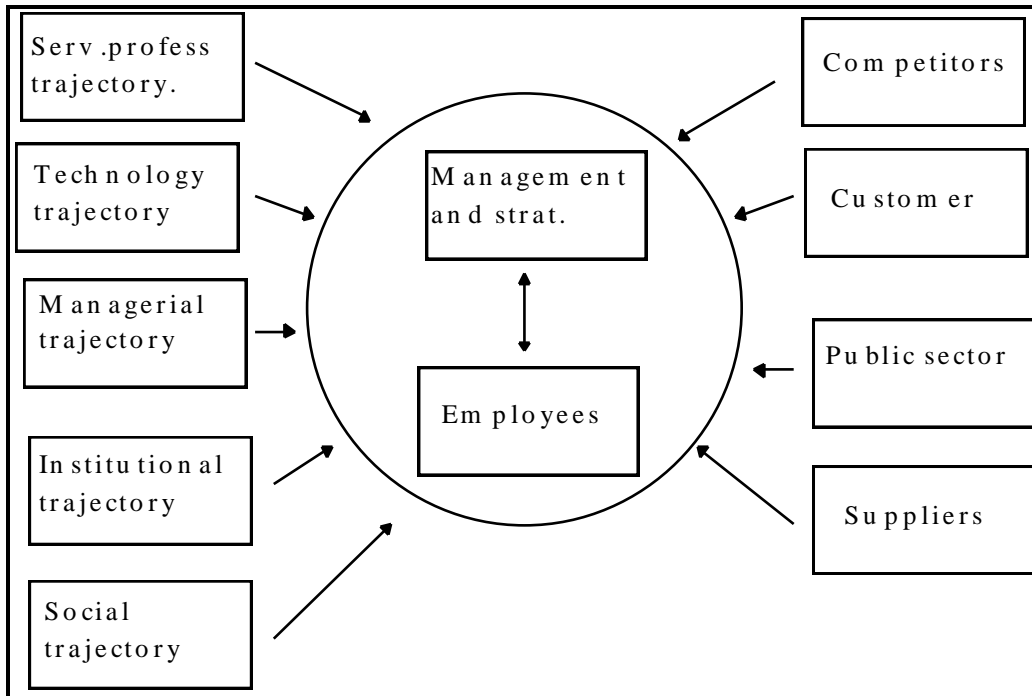 Serv.profess
trajectory.
Technology
trajectory
Managerial
trajectory
Institutional
trajectory
Social
trajectory
Management
and strat.
Employees
Competitors
Customer
Public sector
Suppliers